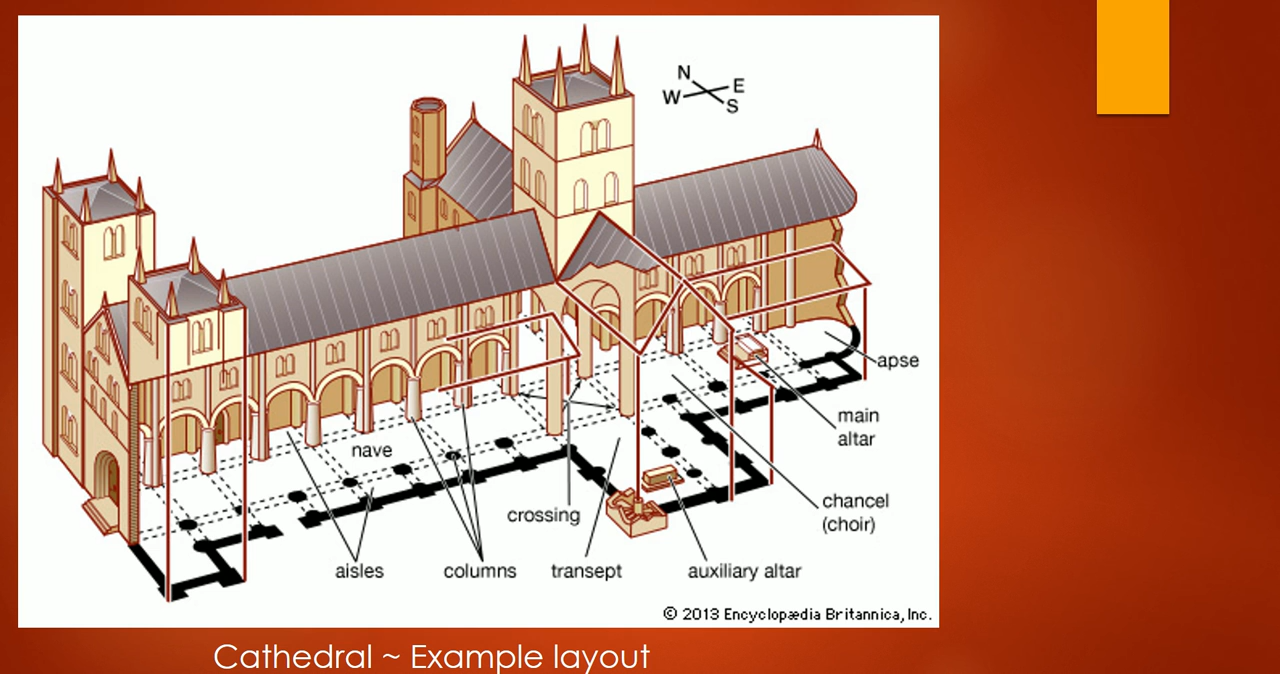 N
W E
S
apse
main
altar
nave
chancel
(choir)
crossing
aisles
columns
transept
auxiliary altar
© 2013 Encyclopædia Britannica, Inc.
Cathedral ~ Example layout